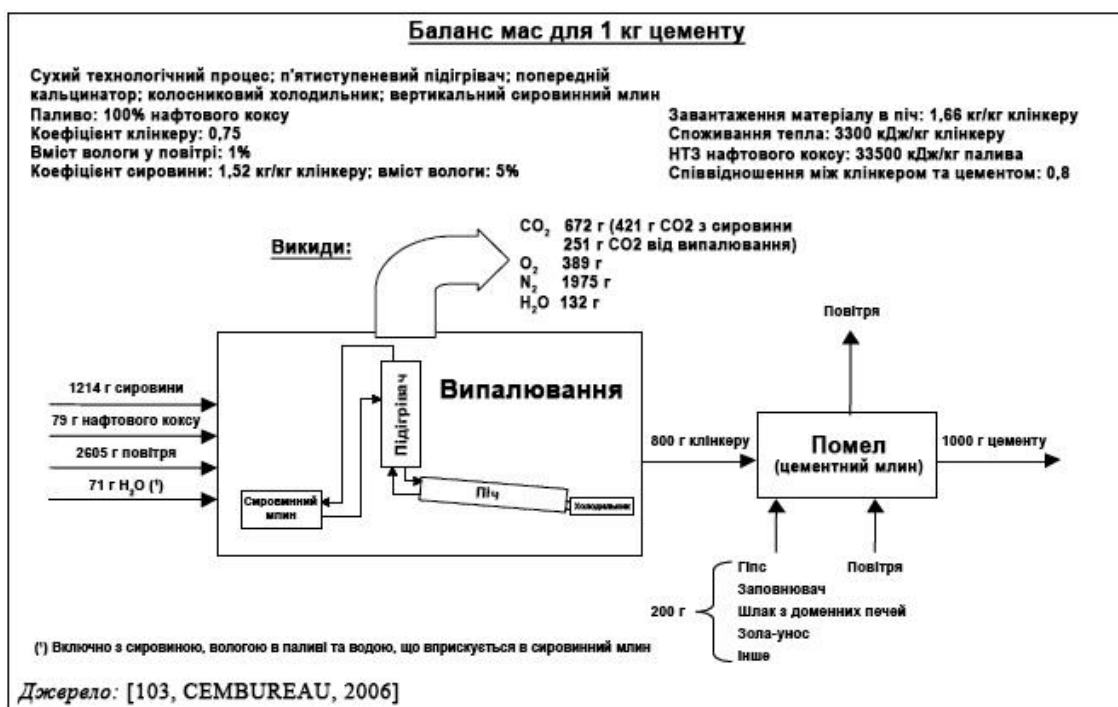 Баланс мас для 1 кг цементу
Сухий технологічний процес; п'ятиступеневий підігрівач; попередній
кальцинатор; колосниковий холодильник; вертикальний сировинний млин
Паливо: 100% нафтового коксу
Коефіцієнт клінкеру: 0,75
Вміст вологи у повітрі: 1%
Коефіцієнт сировини: 1,52 кг/кг клінкеру; вміст вологи: 5%
Завантаження матеріалу в піч: 1,66 кг/кг клінкеру
Споживання тепла: 3300 кДж/кг клінкеру
НТЗ нафтового коксу: 33500 кДж/кг палива
Співвідношення між клінкером та цементом: 0,8
Викиди:
CO₂ 672 г (421 г CO2 з сировини
251 г CO2 від випалювання)
O₂ 389 г
N₂ 1975 г
H₂O 132 г
1214 г сировини
79 г нафтового коксу
2605 г повітря
71 г H₂O (¹)
Випалювання
Підігрівач
Сировинний
млин
Піч
Холодильник
800 г клінкеру
Повітря
Помел
(цементний млин)
1000 г цементу
200 г
Гіпс
Заповнювач
Шлак з доменних печей
Зола-унос
Інше
Повітря
(¹) Включно з сировиною, вологою в паливі та водою, що вприскується в сировинний млин
Джерело: [103, CEMBUREAU, 2006]